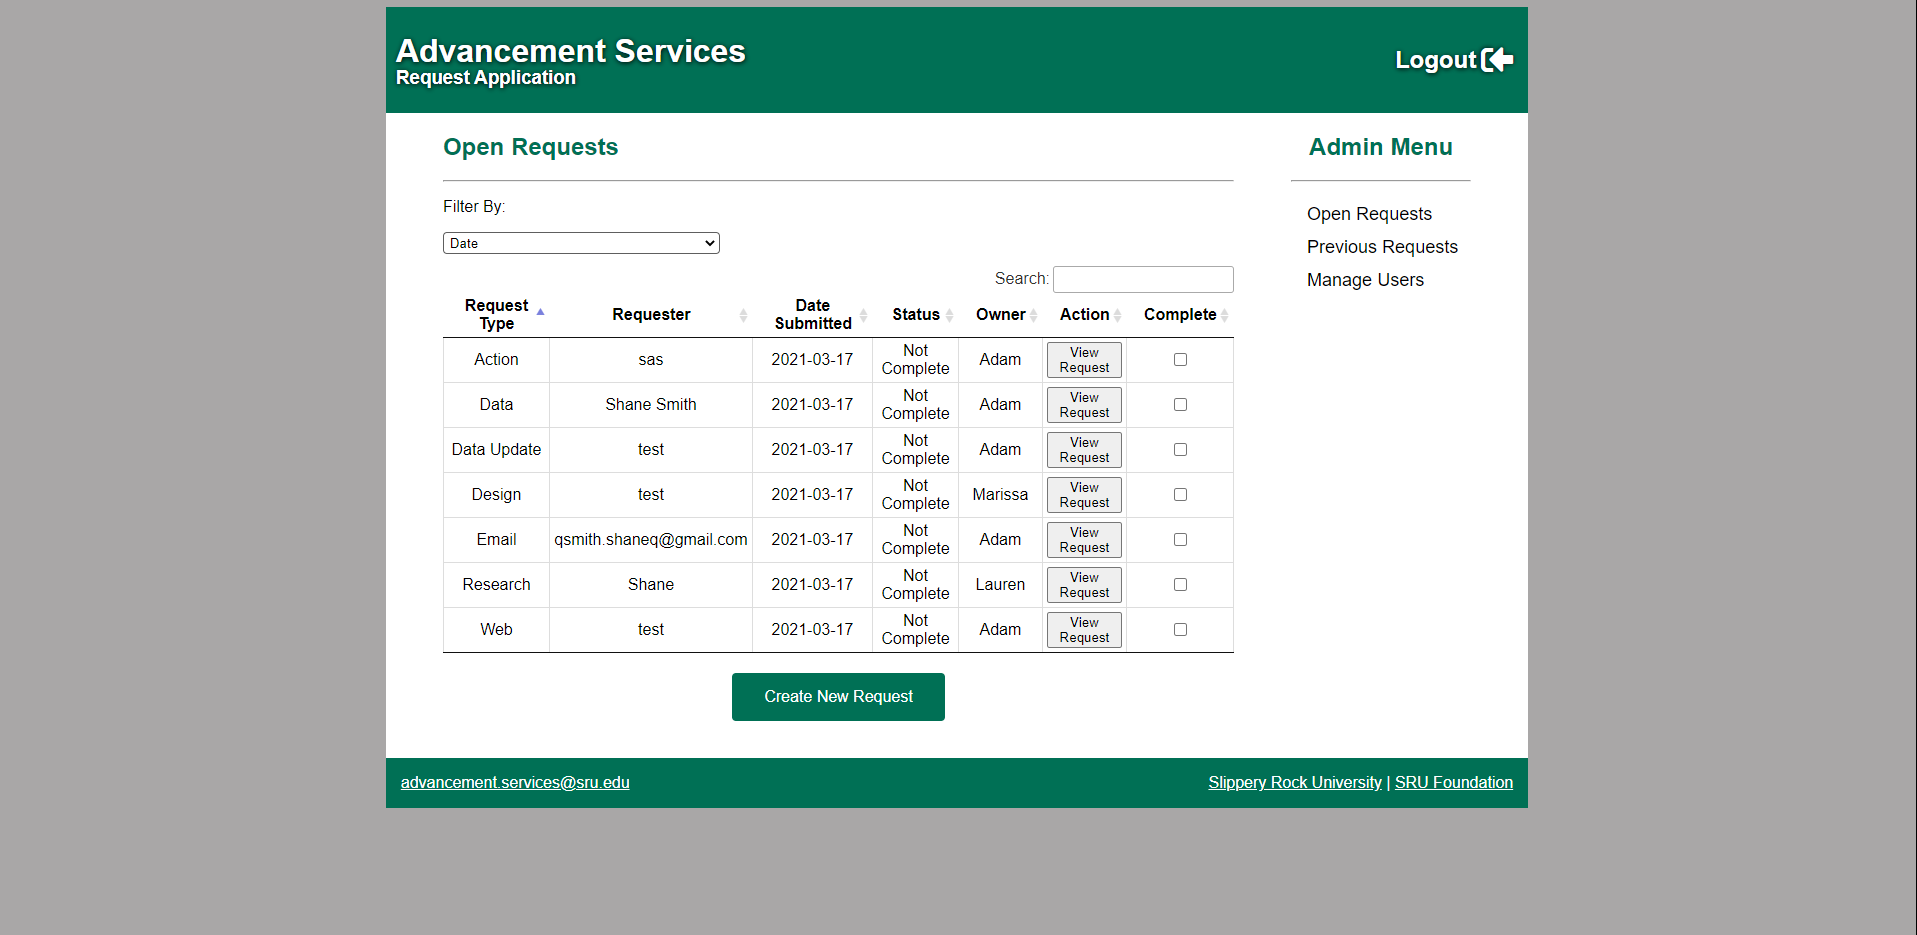 Advancement Services
Request Application
Logout
Open Requests
Admin Menu
Filter By:
Date
Open Requests
Previous Requests
Manage Users
Search:
Request Type Requester Date Submitted Status Owner Action Complete
Action sas 2021-03-17 Not Complete Adam View Request
Data Shane Smith 2021-03-17 Not Complete Adam View Request
Data Update test 2021-03-17 Not Complete Adam View Request
Design test 2021-03-17 Not Complete Marissa View Request
Email qsmith.shaneq@gmail.com 2021-03-17 Not Complete Adam View Request
Research Shane 2021-03-17 Not Complete Lauren View Request
Web test 2021-03-17 Not Complete Adam View Request
Create New Request
advancement.services@sru.edu
Slippery Rock University | SRU Foundation